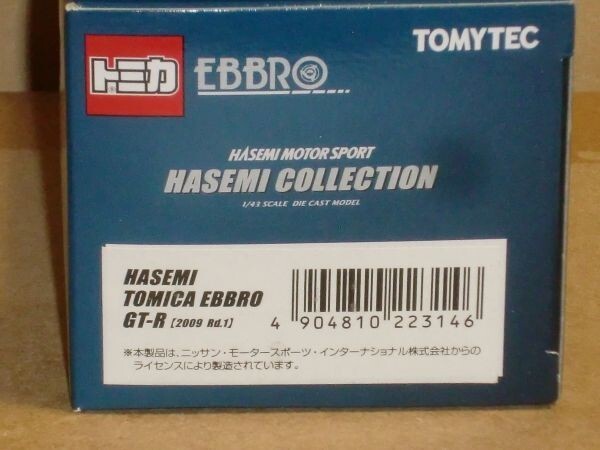 トミカ EBBRO TOMYTEC
HASEMI MOTOR SPORT
HASEMI COLLECTION
1/43 SCALE DIE CAST MODEL
HASEMI
TOMICA EBBRO
GT-R [2009 Rd.1]
4 904810 223146
※本製品は、ニッサン・モータースポーツ・インターナショナル株式会社からの
ライセンスにより製造されています。